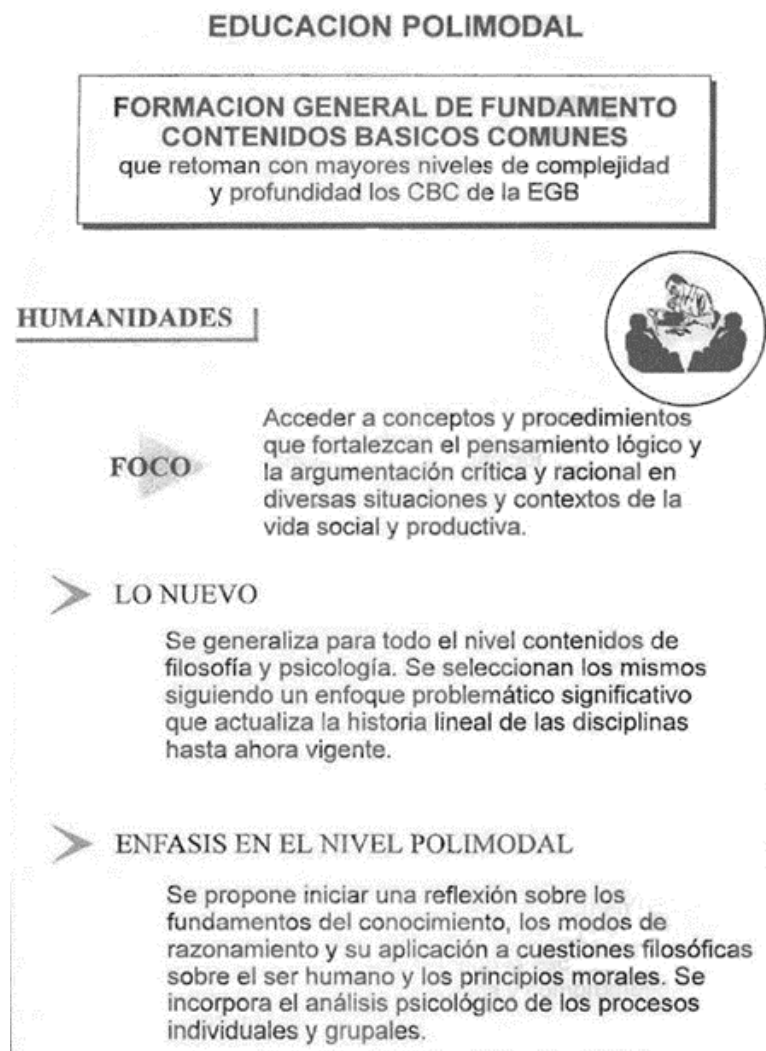 EDUCACION POLIMODAL
FORMACION GENERAL DE FUNDAMENTO
CONTENIDOS BASICOS COMUNES
que retoman con mayores niveles de complejidad
y profundidad los CBC de la EGB
HUMANIDADES
FOCO
Acceder a conceptos y procedimientos
que fortalezcan el pensamiento lógico y
la argumentación crítica y racional en
diversas situaciones y contextos de la
vida social y productiva.
LO NUEVO
Se generaliza para todo el nivel contenidos de
filosofía y psicología. Se seleccionan los mismos
siguiendo un enfoque problemático significativo
que actualiza la historia lineal de las disciplinas
hasta ahora vigente.
ENFASIS EN EL NIVEL POLIMODAL
Se propone iniciar una reflexión sobre los
fundamentos del conocimiento, los modos de
razonamiento y su aplicación a cuestiones filosóficas
sobre el ser humano y los principios morales. Se
incorpora el análisis psicológico de los procesos
individuales y grupales.